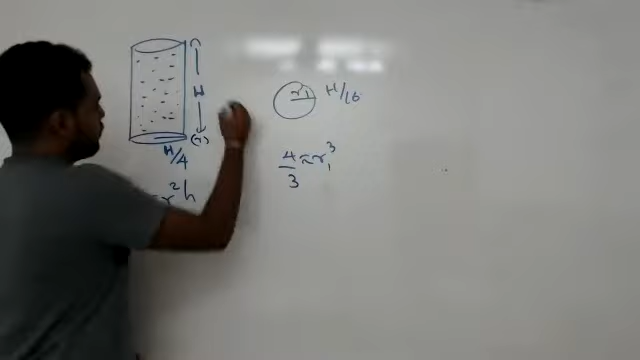 H
(r)
H/4
r²h
r₁ H/16
4/3 πr₁³